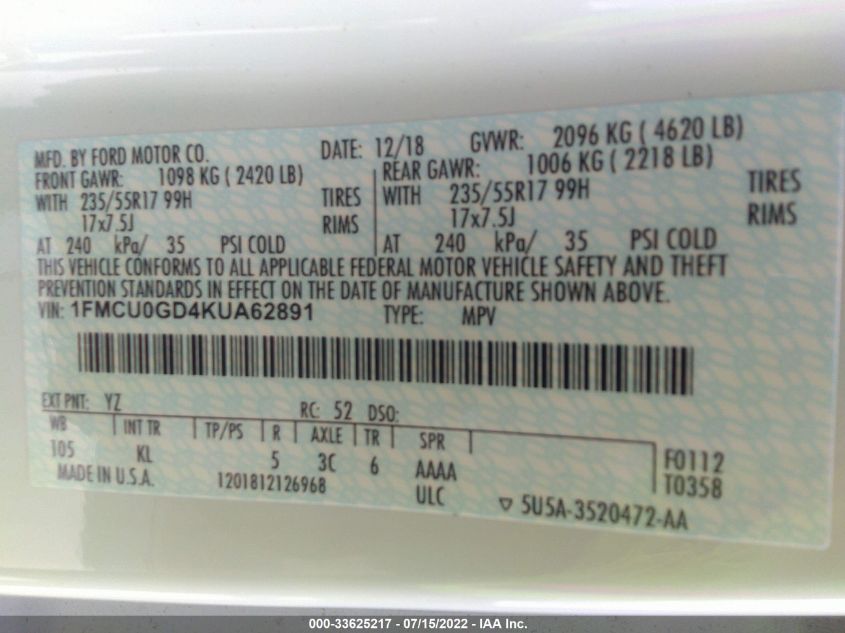 MFD. BY FORD MOTOR CO. DATE: 12/18 GVWR: 2096 KG ( 4620 LB)
FRONT GAWR: 1098 KG ( 2420 LB) REAR GAWR: 1006 KG ( 2218 LB)
WITH 235/55R17 99H TIRES WITH 235/55R17 99H TIRES
17x7.5J RIMS 17x7.5J RIMS
AT 240 kPa/ 35 PSI COLD AT 240 kPa/ 35 PSI COLD
THIS VEHICLE CONFORMS TO ALL APPLICABLE FEDERAL MOTOR VEHICLE SAFETY AND THEFT
PREVENTION STANDARDS IN EFFECT ON THE DATE OF MANUFACTURE SHOWN ABOVE.
VIN: 1FMCU0GD4KUA62891 TYPE: MPV
EXT PNT: YZ RC: 52 DSO:
WB INT TR TP/PS R AXLE TR SPR
105 KL 5 3C 6 AAAA F0112
MADE IN U.S.A. 1201812126968 ULC T0358
▽ 5U5A-3520472-AA
000-33625217 - 07/15/2022 - IAA Inc.